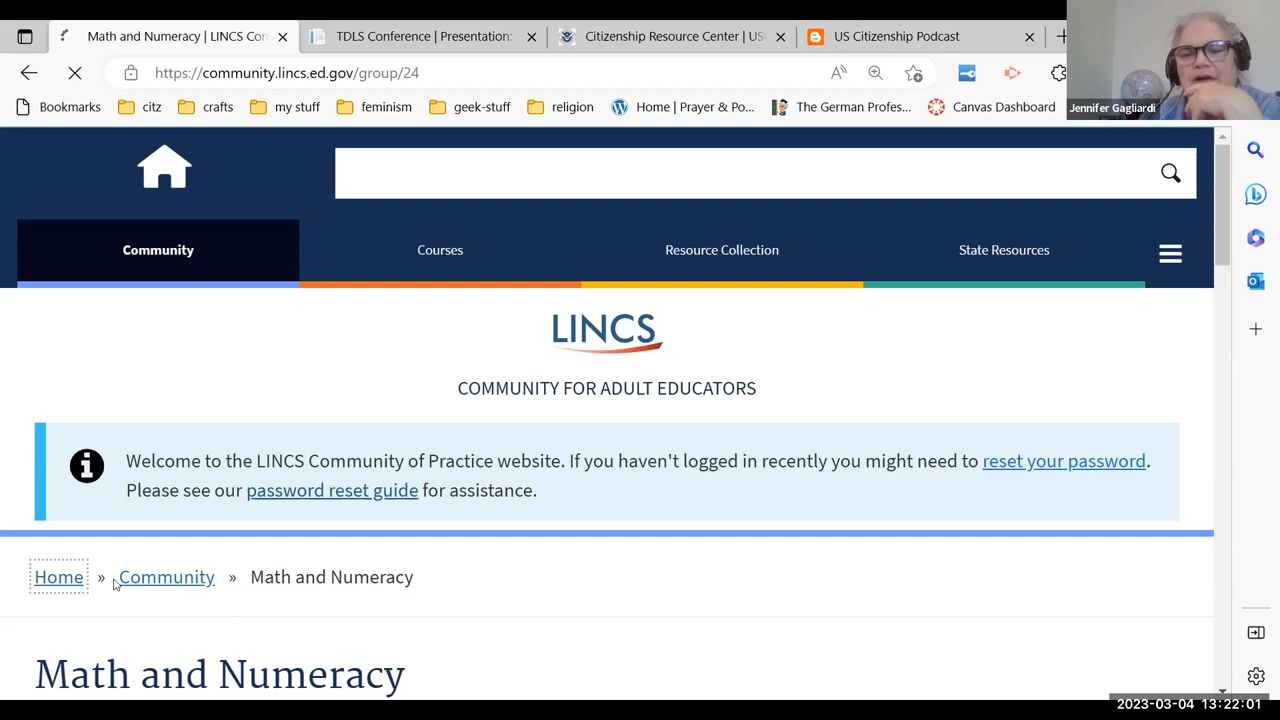 Math and Numeracy | LINCS Con
TDLS Conference | Presentation:
Citizenship Resource Center | US
US Citizenship Podcast
https://community.lincs.ed.gov/group/24
Bookmarks
citz
crafts
my stuff
feminism
geek-stuff
religion
Home | Prayer & Po...
The German Profes...
Canvas Dashboard
Jennifer Gagliardi
Community
Courses
Resource Collection
State Resources
LINCS
COMMUNITY FOR ADULT EDUCATORS
Welcome to the LINCS Community of Practice website. If you haven't logged in recently you might need to reset your password.
Please see our password reset guide for assistance.
Home » Community » Math and Numeracy
Math and Numeracy
2023-03-04 13:22:01